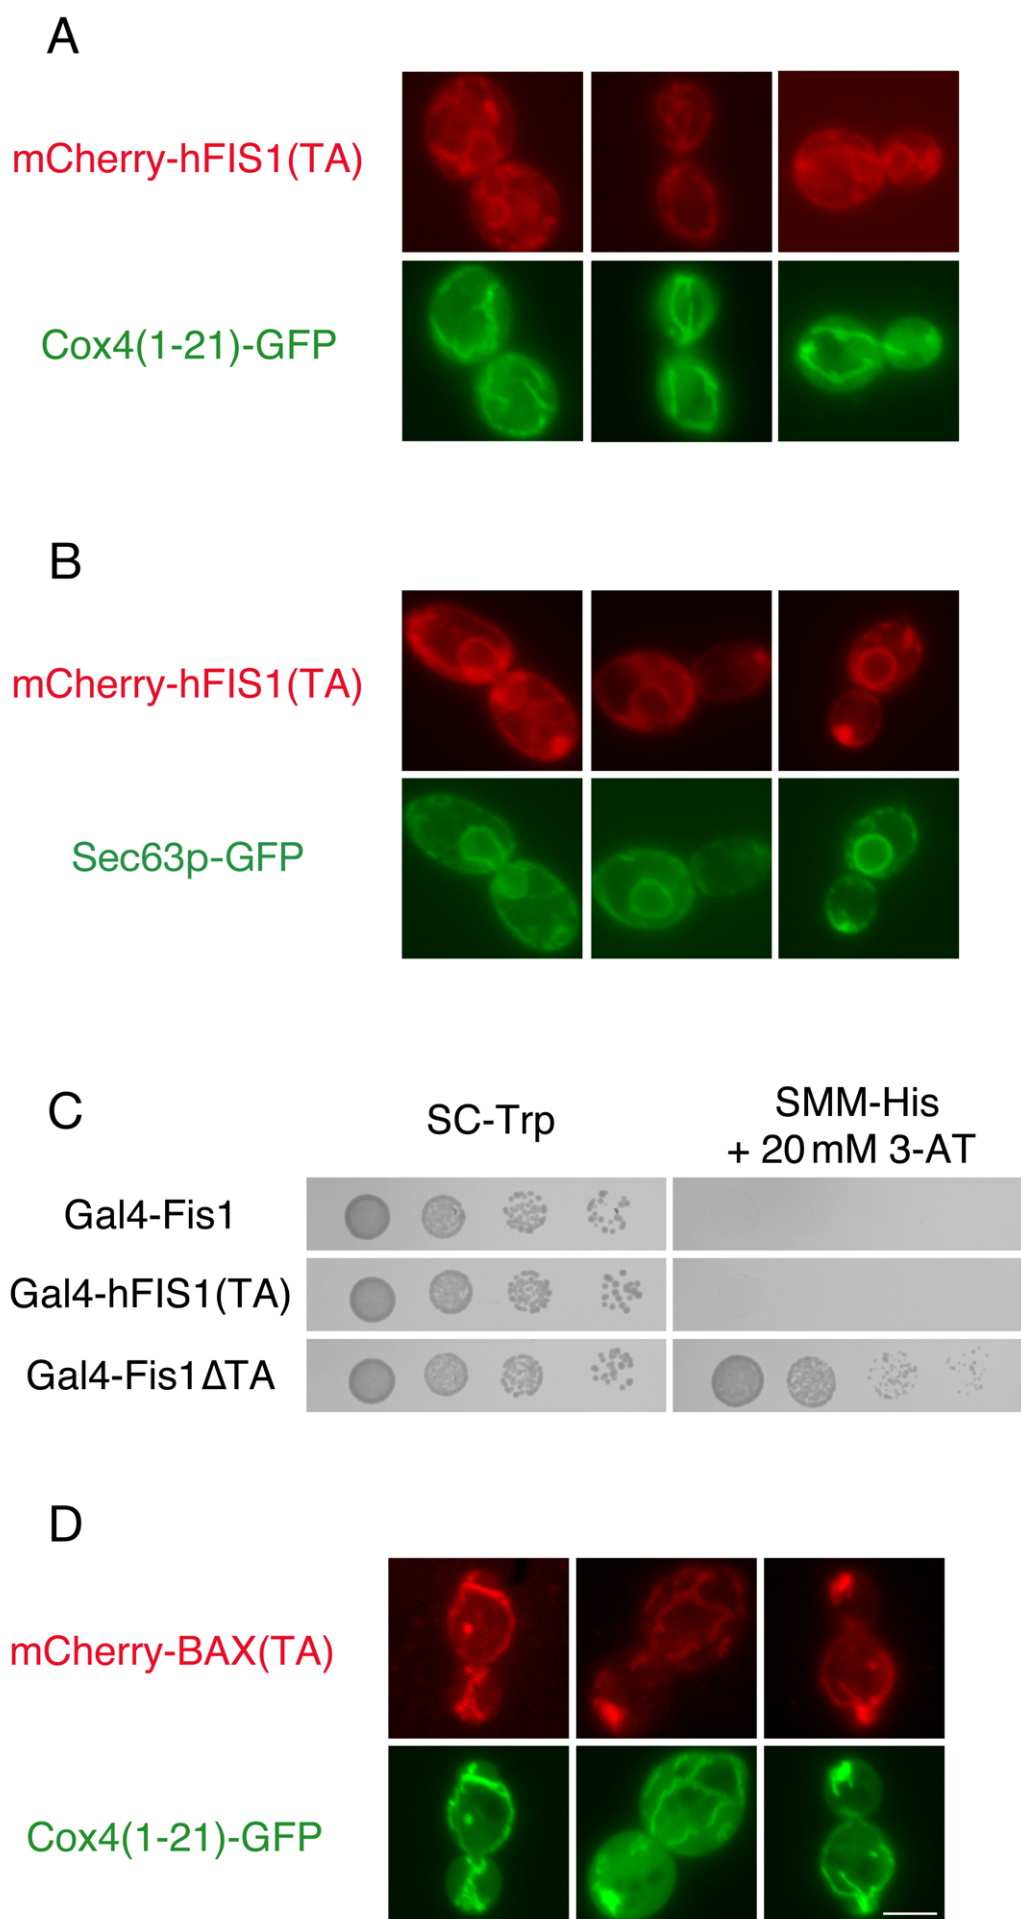 A
mCherry-hFIS1(TA)
Cox4(1-21)-GFP
B
mCherry-hFIS1(TA)
Sec63p-GFP
C
SC-Trp
SMM-His
+ 20 mM 3-AT
Gal4-Fis1
Gal4-hFIS1(TA)
Gal4-Fis1ΔTA
D
mCherry-BAX(TA)
Cox4(1-21)-GFP